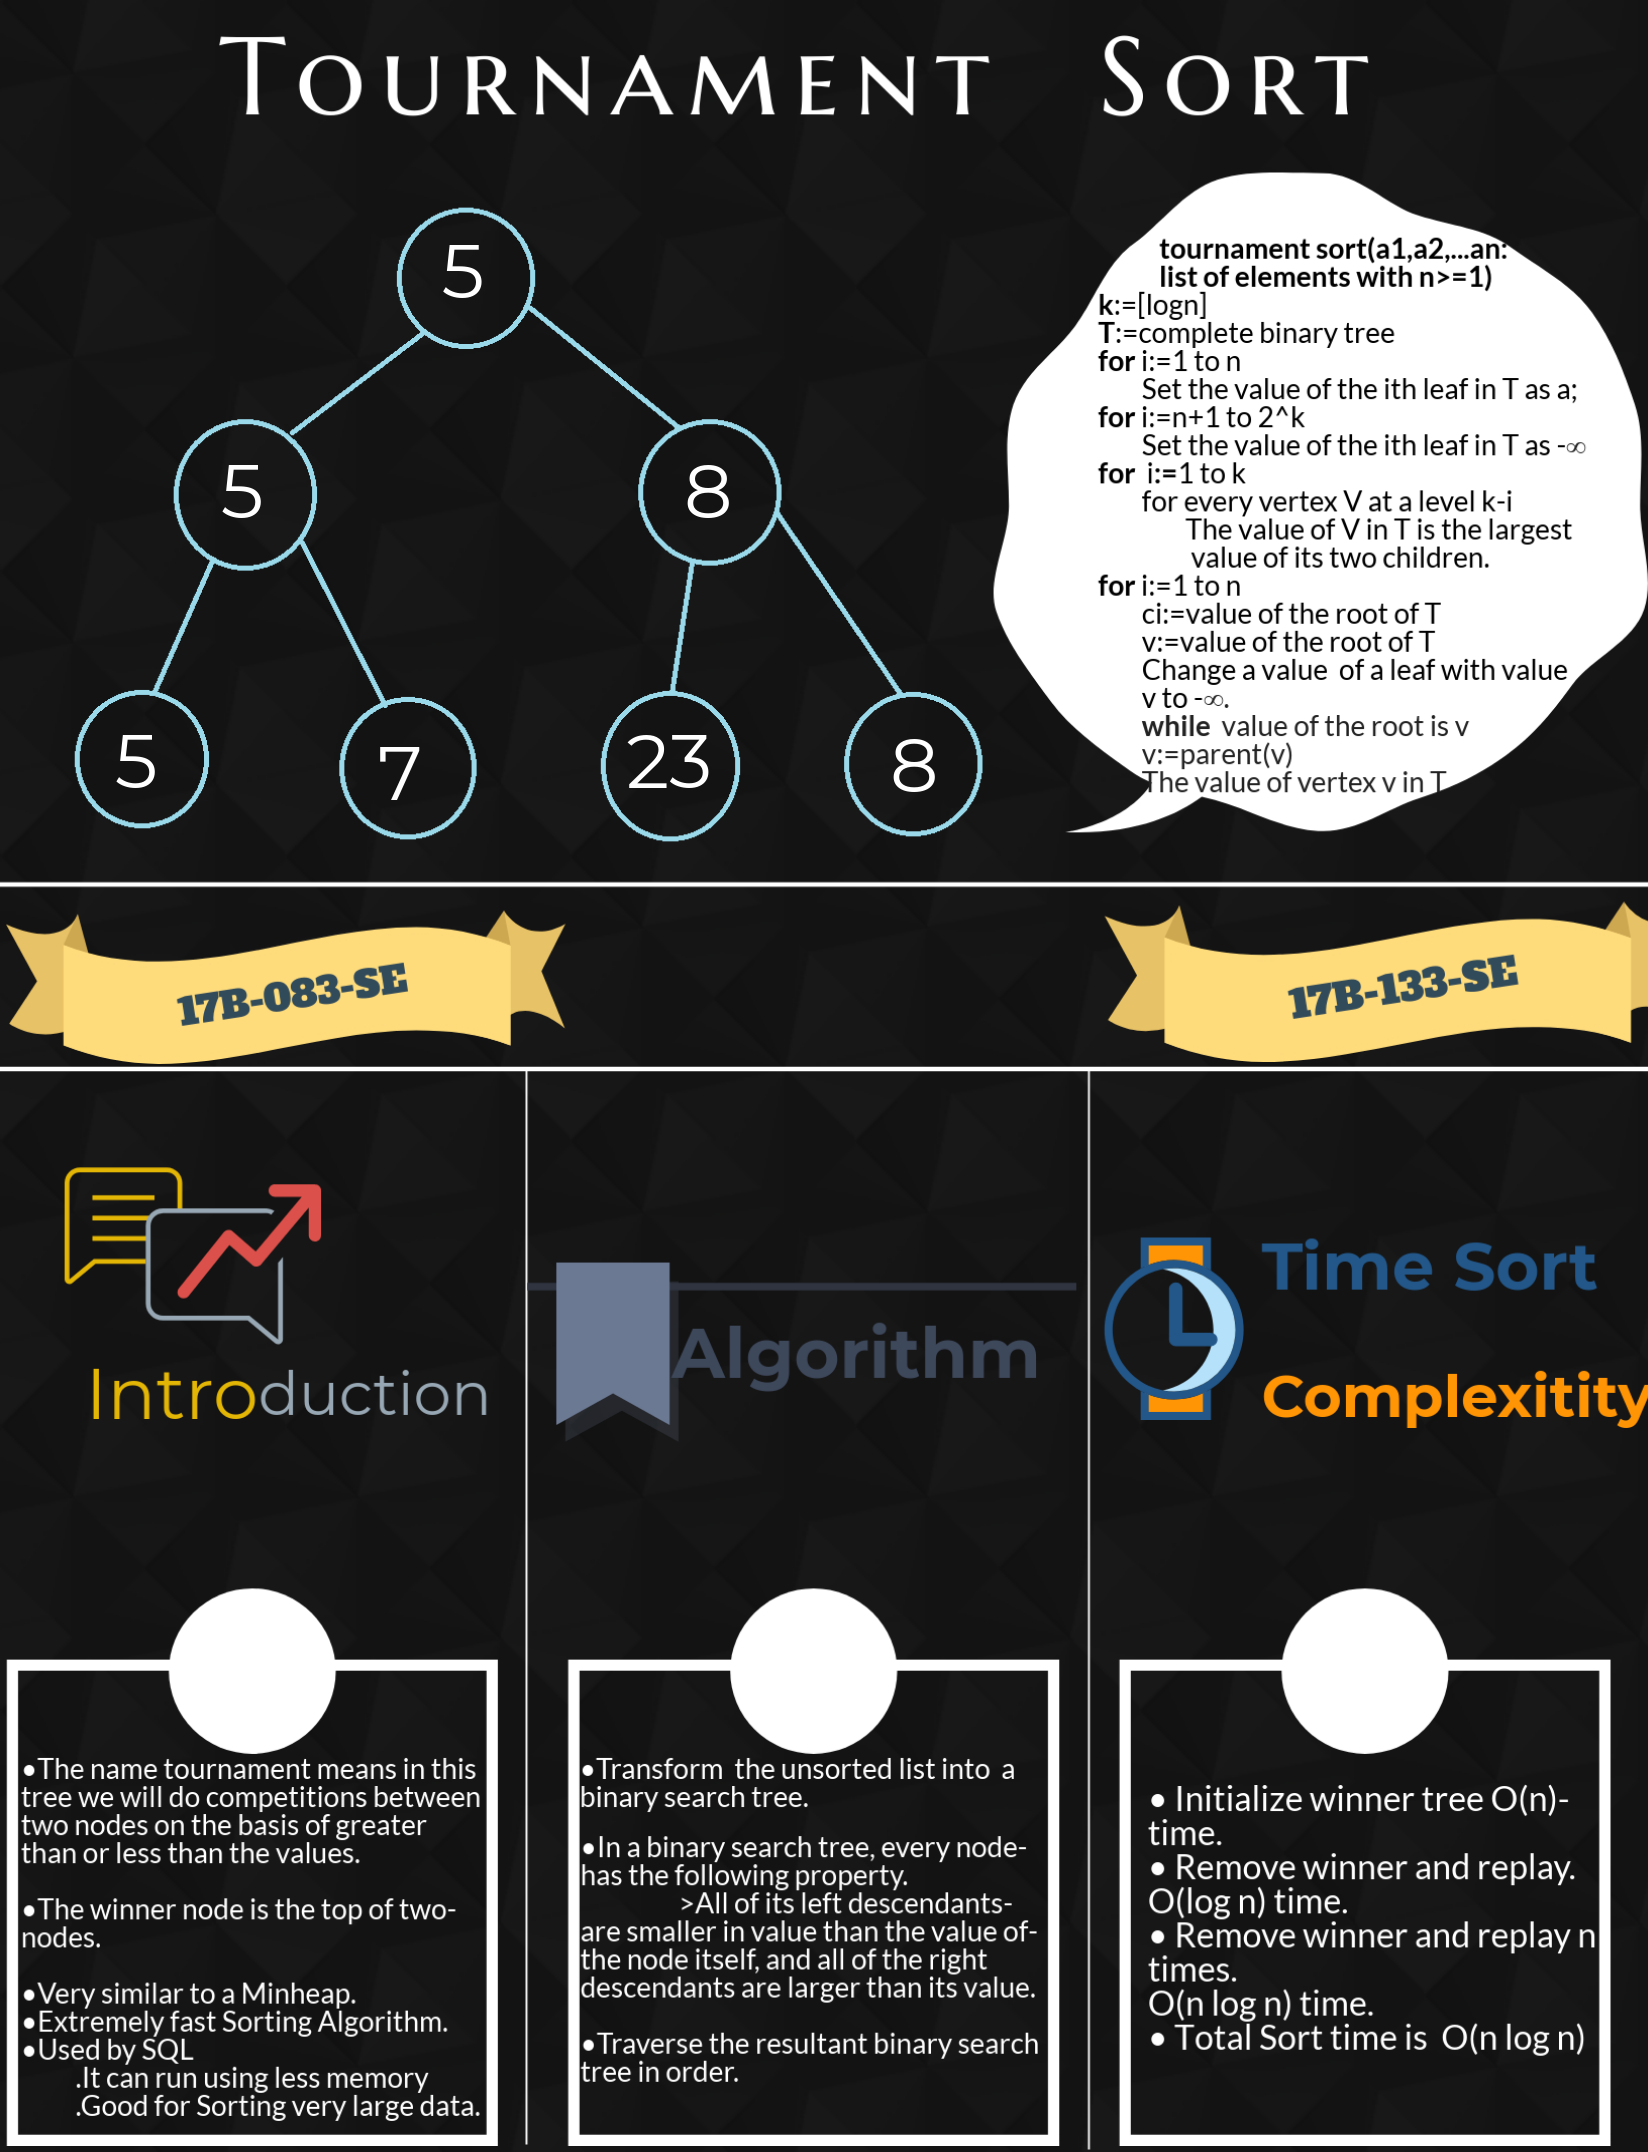 Tournament Sort
5
5 8
5 7 23 8
tournament sort(a1,a2,...an:
list of elements with n>=1)
k:=[logn]
T:=complete binary tree
for i:=1 to n
Set the value of the ith leaf in T as a;
for i:=n+1 to 2^k
Set the value of the ith leaf in T as -∞
for i:=1 to k
for every vertex V at a level k-i
The value of V in T is the largest
value of its two children.
for i:=1 to n
ci:=value of the root of T
v:=value of the root of T
Change a value of a leaf with value
v to -∞.
while value of the root is v
v:=parent(v)
The value of vertex v in T
17B-083-SE
17B-133-SE
Introduction
Algorithm
Time Sort
Complexitity
•The name tournament means in this
tree we will do competitions between
two nodes on the basis of greater
than or less than the values.
•The winner node is the top of two-
nodes.
•Very similar to a Minheap.
•Extremely fast Sorting Algorithm.
•Used by SQL
.It can run using less memory
.Good for Sorting very large data.
•Transform the unsorted list into a
binary search tree.
•In a binary search tree, every node-
has the following property.
>All of its left descendants-
are smaller in value than the value of-
the node itself, and all of the right
descendants are larger than its value.
•Traverse the resultant binary search
tree in order.
• Initialize winner tree O(n)-
time.
• Remove winner and replay.
O(log n) time.
• Remove winner and replay n
times.
O(n log n) time.
• Total Sort time is O(n log n)